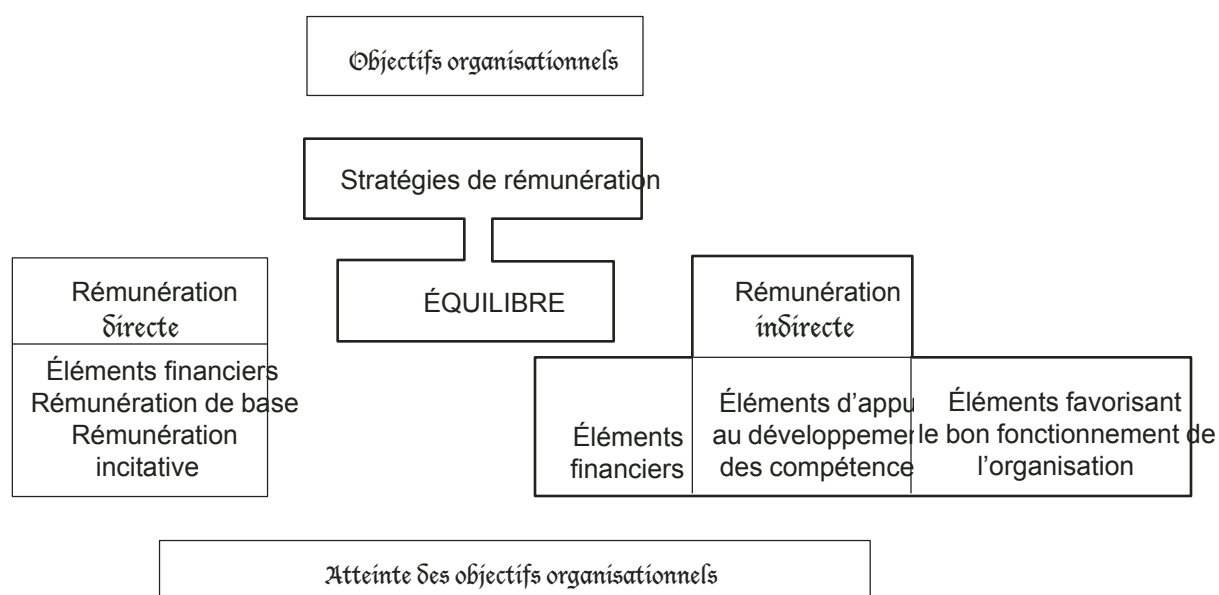 Objectifs organisationnels
Stratégies de rémunération
ÉQUILIBRE
Rémunération
directe
Éléments financiers
Rémunération de base
Rémunération
incitative
Rémunération
indirecte
Éléments
financiers
Éléments d’appu
au développemer
des compétence
Éléments favorisant
le bon fonctionnement de
l’organisation
Atteinte des objectifs organisationnels